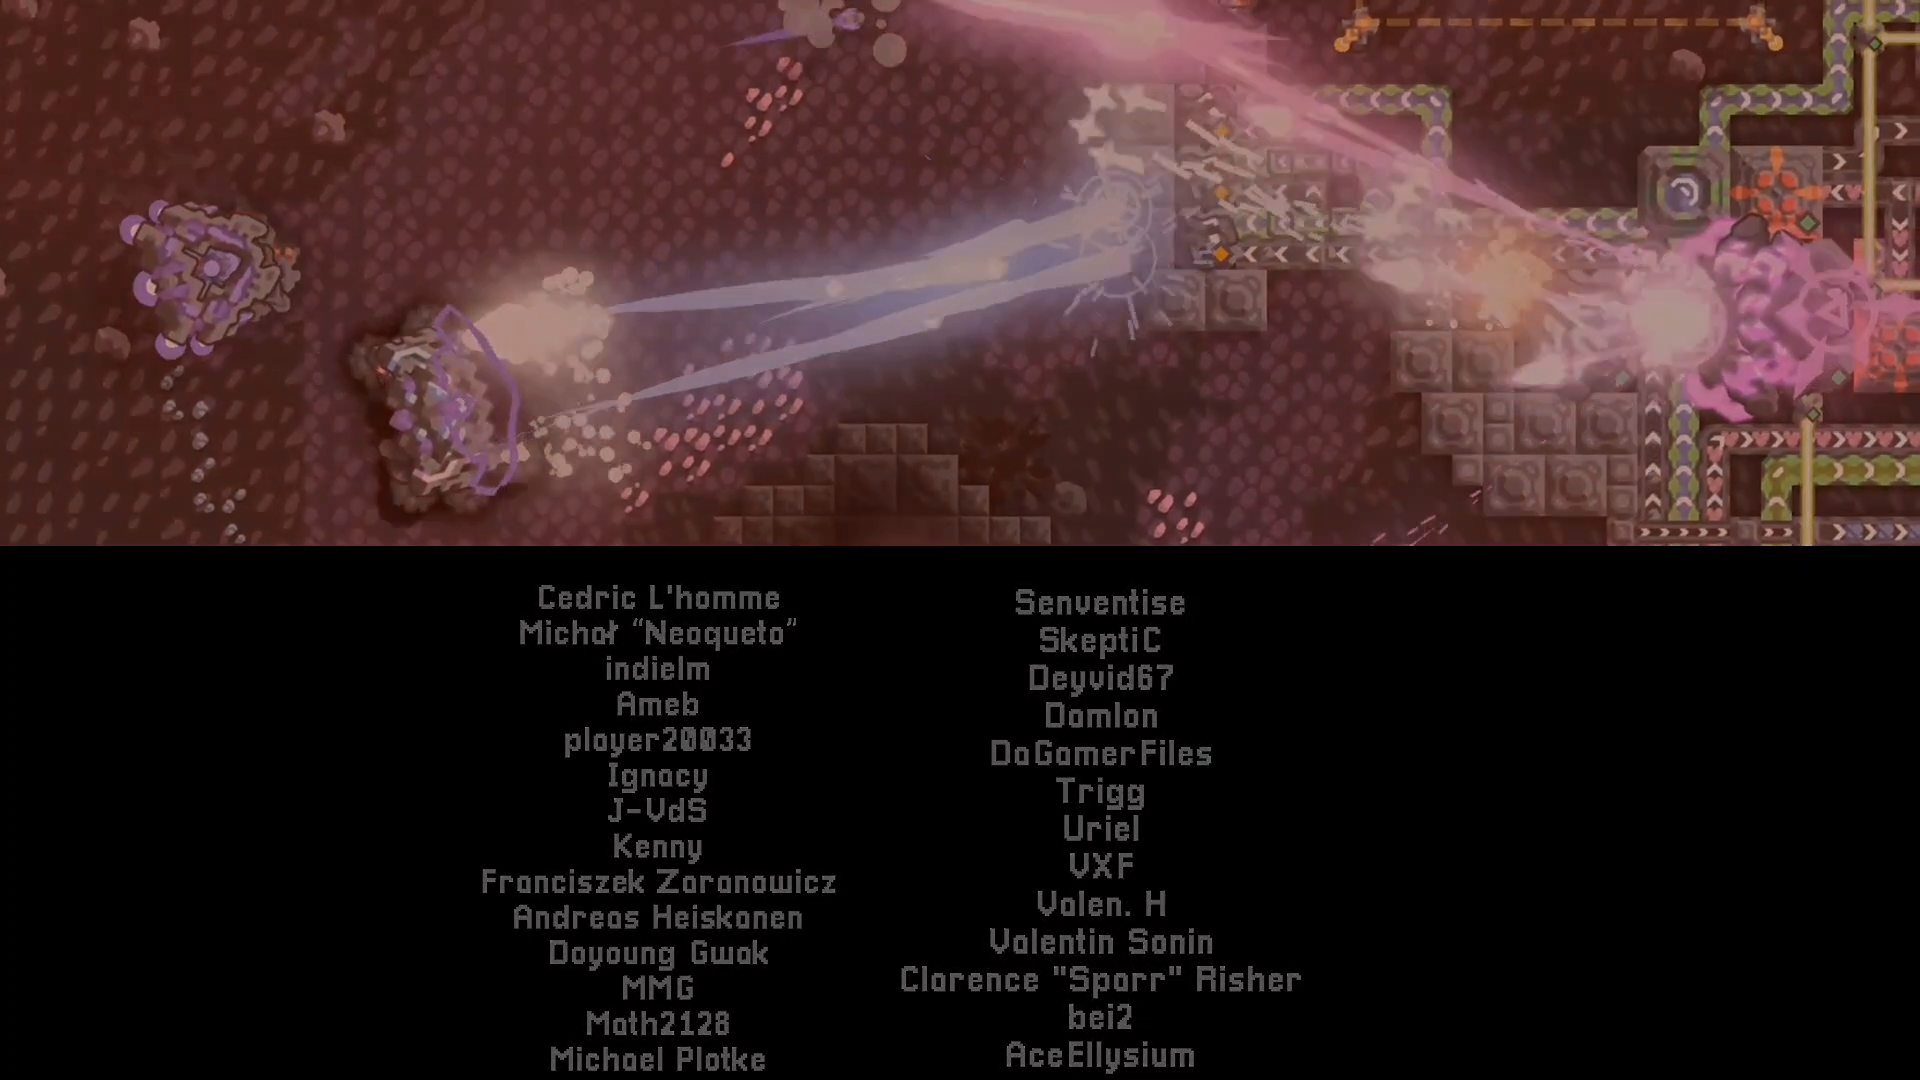 Cedric L'homme
Michał “Neoqueto”
indielm
Ameb
player20033
Ignacy
J-VdS
Kenny
Franciszek Zaranowicz
Andreas Heiskanen
Doyoung Gwak
MMG
Math2128
Michael Plotke
Senventise
SkeptiC
Deyvid67
Damlon
DaGamerFiles
Trigg
Uriel
VXF
Valen. H
Valentin Sonin
Clarence "Sparr" Risher
bei2
AceEllysium